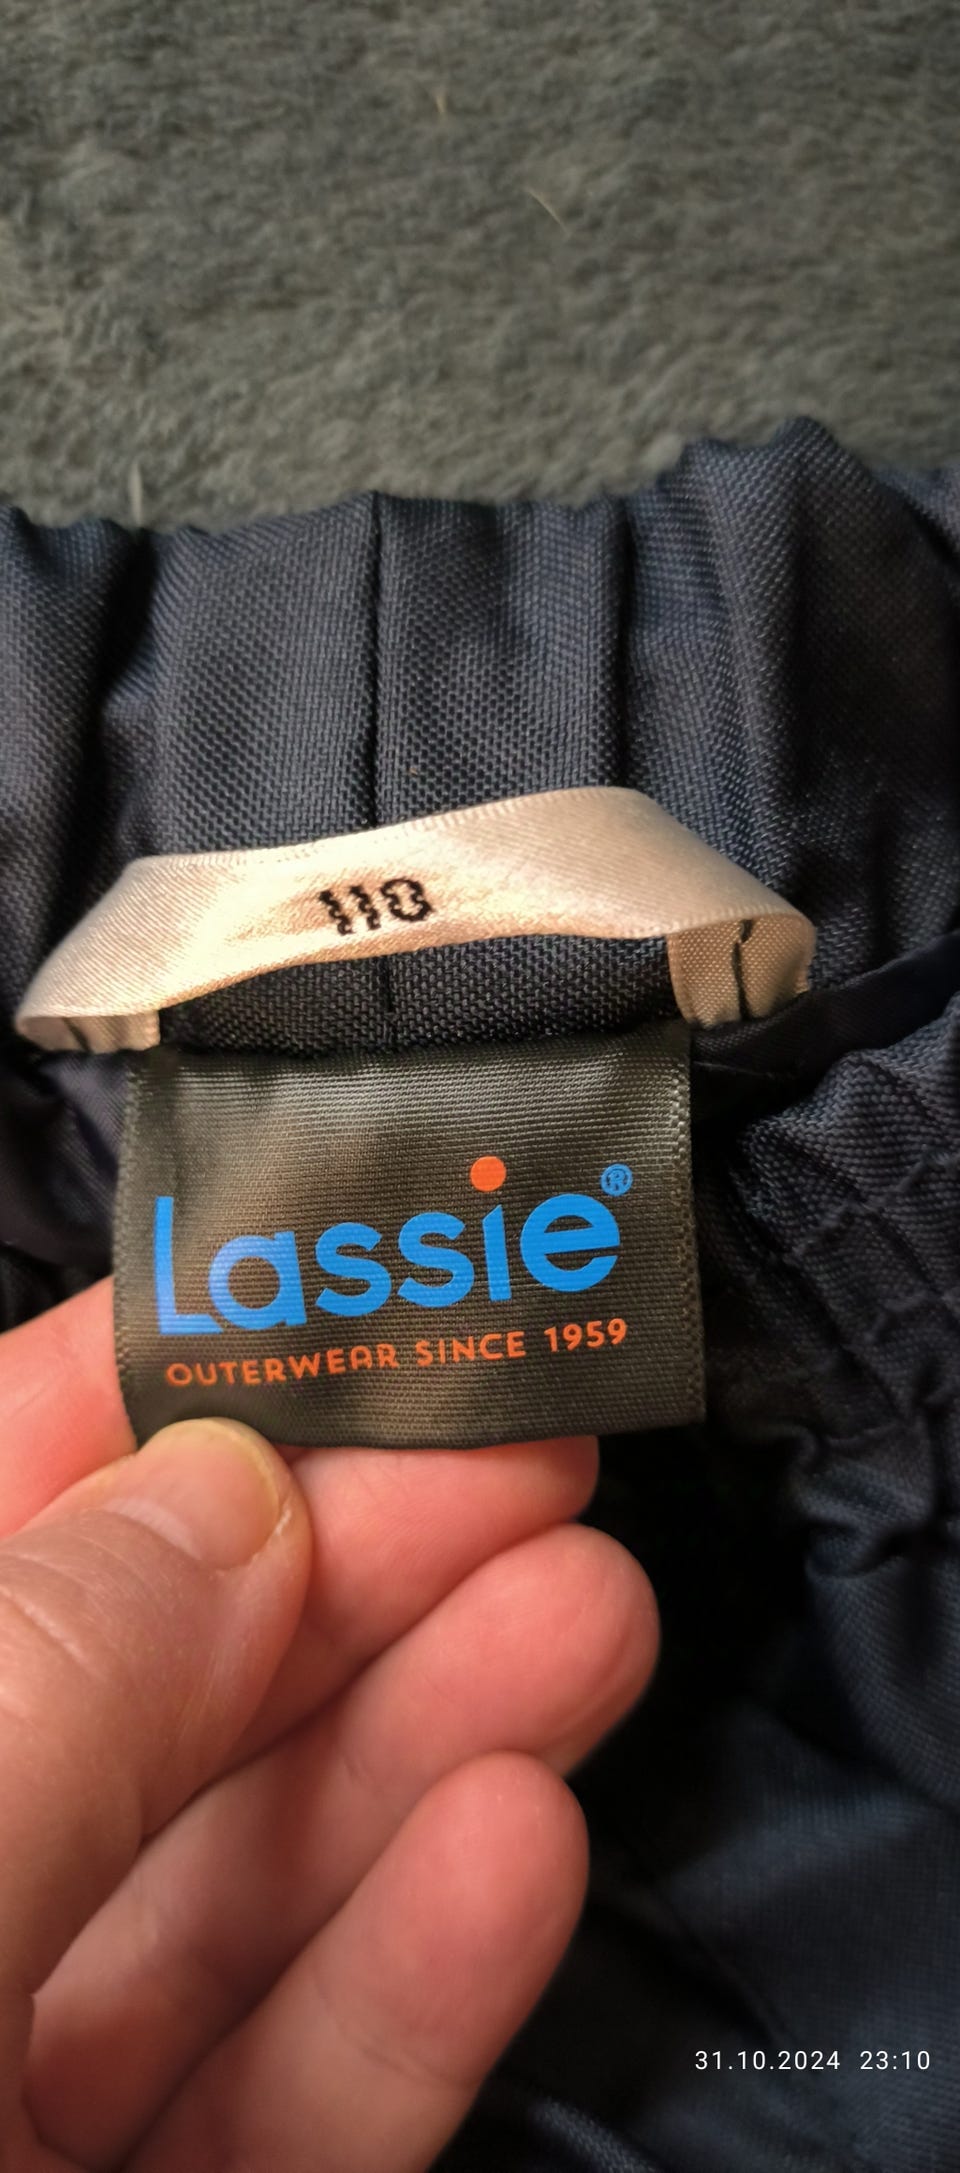 110
Lassie®
OUTERWEAR SINCE 1959
31.10.2024 23:10